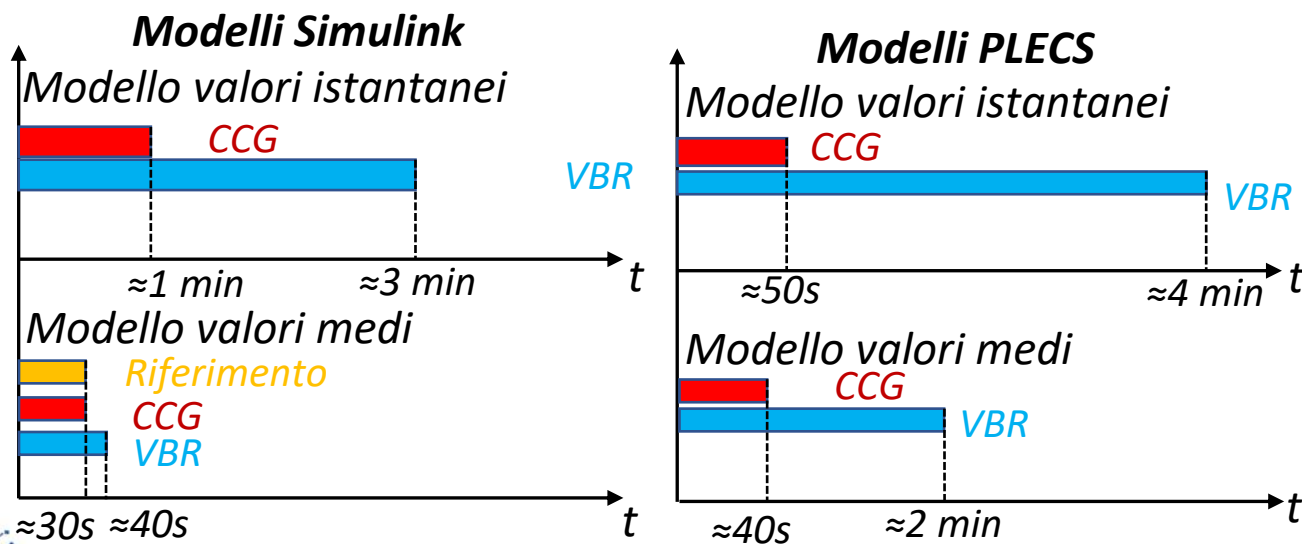 Modelli Simulink
Modello valori istantanei
CCG
VBR
t
≈1 min
≈3 min
Modello valori medi
Riferimento
CCG
VBR
t
≈30s
≈40s
Modelli PLECS
Modello valori istantanei
CCG
VBR
t
≈50s
≈4 min
Modello valori medi
CCG
VBR
t
≈40s
≈2 min